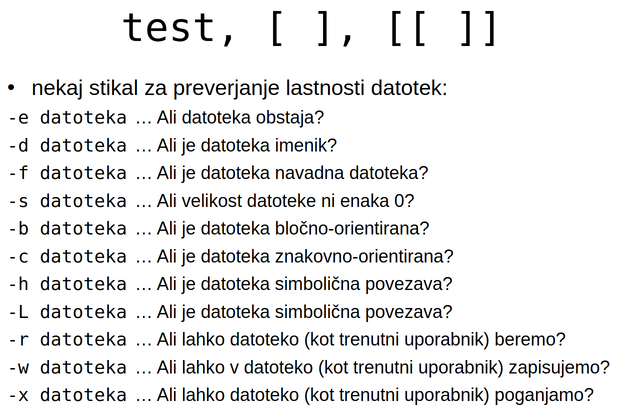 test, [ ], [[ ]]
• nekaj stikal za preverjanje lastnosti datotek:
-e datoteka … Ali datoteka obstaja?
-d datoteka … Ali je datoteka imenik?
-f datoteka … Ali je datoteka navadna datoteka?
-s datoteka … Ali velikost datoteke ni enaka 0?
-b datoteka … Ali je datoteka bločno-orientirana?
-c datoteka … Ali je datoteka znakovno-orientirana?
-h datoteka … Ali je datoteka simbolična povezava?
-L datoteka … Ali je datoteka simbolična povezava?
-r datoteka … Ali lahko datoteko (kot trenutni uporabnik) beremo?
-w datoteka … Ali lahko v datoteko (kot trenutni uporabnik) zapisujemo?
-x datoteka … Ali lahko datoteko (kot trenutni uporabnik) poganjamo?